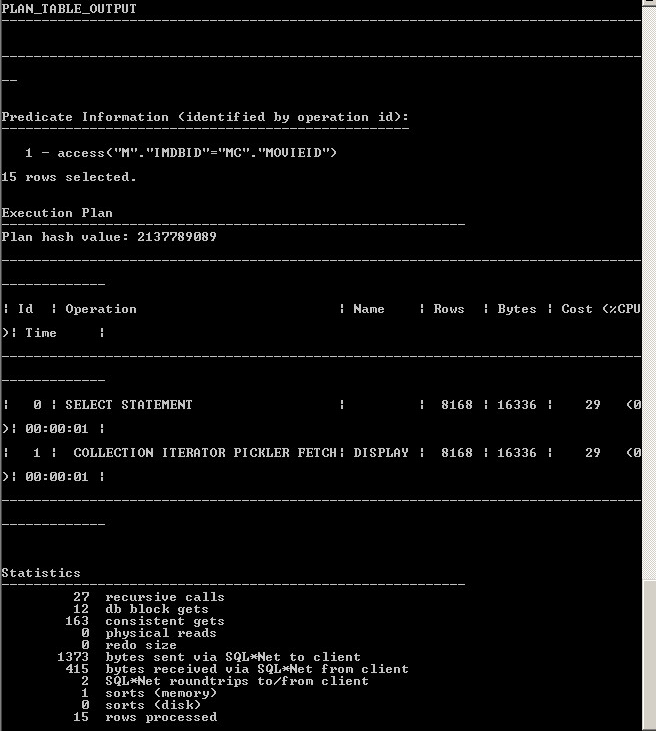 PLAN_TABLE_OUTPUT
--------------------------------------------------------------------------------
--------------------------------------------------------------------------------
--
Predicate Information (identified by operation id):
---------------------------------------------------
   1 - access("M"."IMDBID"="MC"."MOVIEID")
15 rows selected.
Execution Plan
----------------------------------------------------------
Plan hash value: 2137789089
--------------------------------------------------------------------------------
-------------
| Id  | Operation                         | Name    | Rows  | Bytes | Cost (%CPU
)| Time     |
--------------------------------------------------------------------------------
-------------
|   0 | SELECT STATEMENT                  |         |  8168 | 16336 |    29   (0
)| 00:00:01 |
|   1 |  COLLECTION ITERATOR PICKLER FETCH| DISPLAY |  8168 | 16336 |    29   (0
)| 00:00:01 |
--------------------------------------------------------------------------------
-------------
Statistics
----------------------------------------------------------
         27  recursive calls
         12  db block gets
        163  consistent gets
          0  physical reads
          0  redo size
       1373  bytes sent via SQL*Net to client
        415  bytes received via SQL*Net from client
          2  SQL*Net roundtrips to/from client
          1  sorts (memory)
          0  sorts (disk)
         15  rows processed